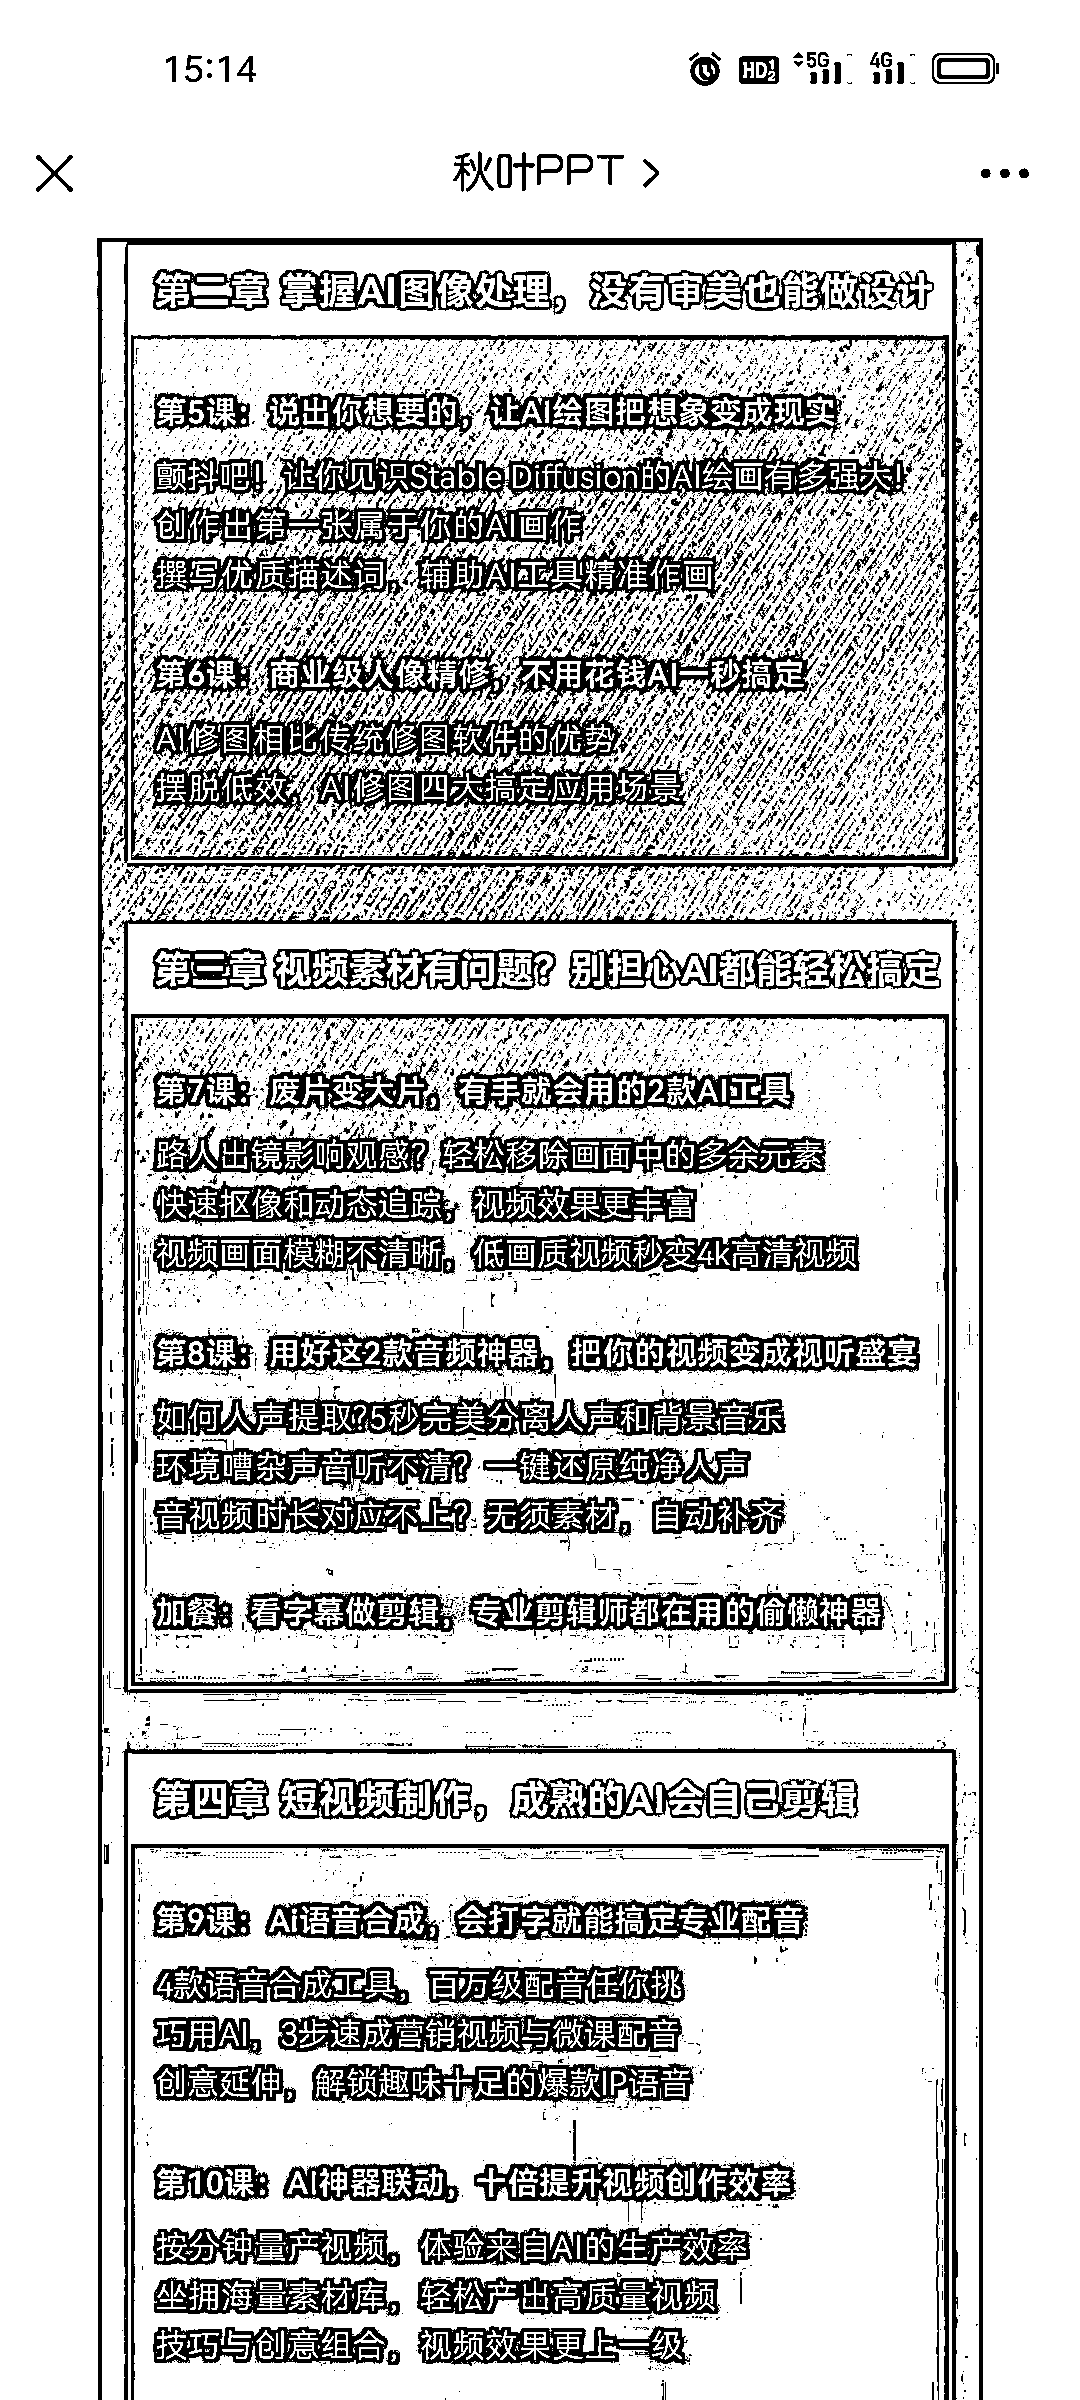 15:14
HD 1 2 5G 4G
秋叶PPT
第二章 掌握AI图像处理，没有审美也能做设计
第5课：说出你想要的，让AI绘图把想象变成现实
颤抖吧！让你见识Stable Diffusion的AI绘画有多强大！
创作出第一张属于你的AI画作
撰写优质描述词，辅助AI工具精准作画
第6课：商业级人像精修，不用花钱AI一秒搞定
AI修图相比传统修图软件的优势
摆脱低效，AI修图四大搞定应用场景
第三章 视频素材有问题？别担心AI都能轻松搞定
第7课：废片变大片，有手就会用的2款AI工具
路人出镜影响观感？轻松移除画面中的多余元素
快速抠像和动态追踪，视频效果更丰富
视频画面模糊不清晰，低画质视频秒变4k高清视频
第8课：用好这2款音频神器，把你的视频变成视听盛宴
如何人声提取?5秒完美分离人声和背景音乐
环境嘈杂声音听不清？一键还原纯净人声
音视频时长对应不上？无须素材，自动补齐
加餐：看字幕做剪辑，专业剪辑师都在用的偷懒神器
第四章 短视频制作，成熟的AI会自己剪辑
第9课：Ai语音合成，会打字就能搞定专业配音
4款语音合成工具，百万级配音任你挑
巧用AI，3步速成营销视频与微课配音
创意延伸，解锁趣味十足的爆款IP语音
第10课：AI神器联动，十倍提升视频创作效率
按分钟量产视频，体验来自AI的生产效率
坐拥海量素材库，轻松产出高质量视频
技巧与创意组合，视频效果更上一级